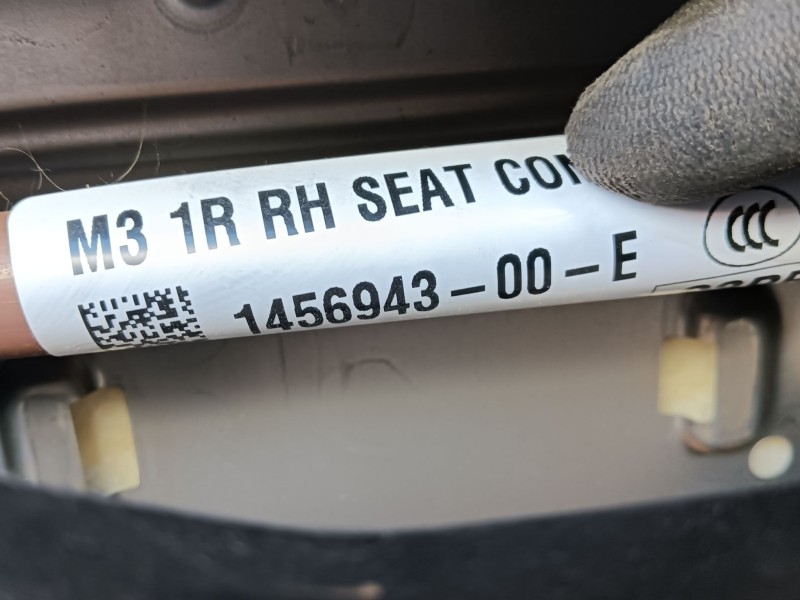 M3 1R RH SEAT
1456943-00-E
CCC